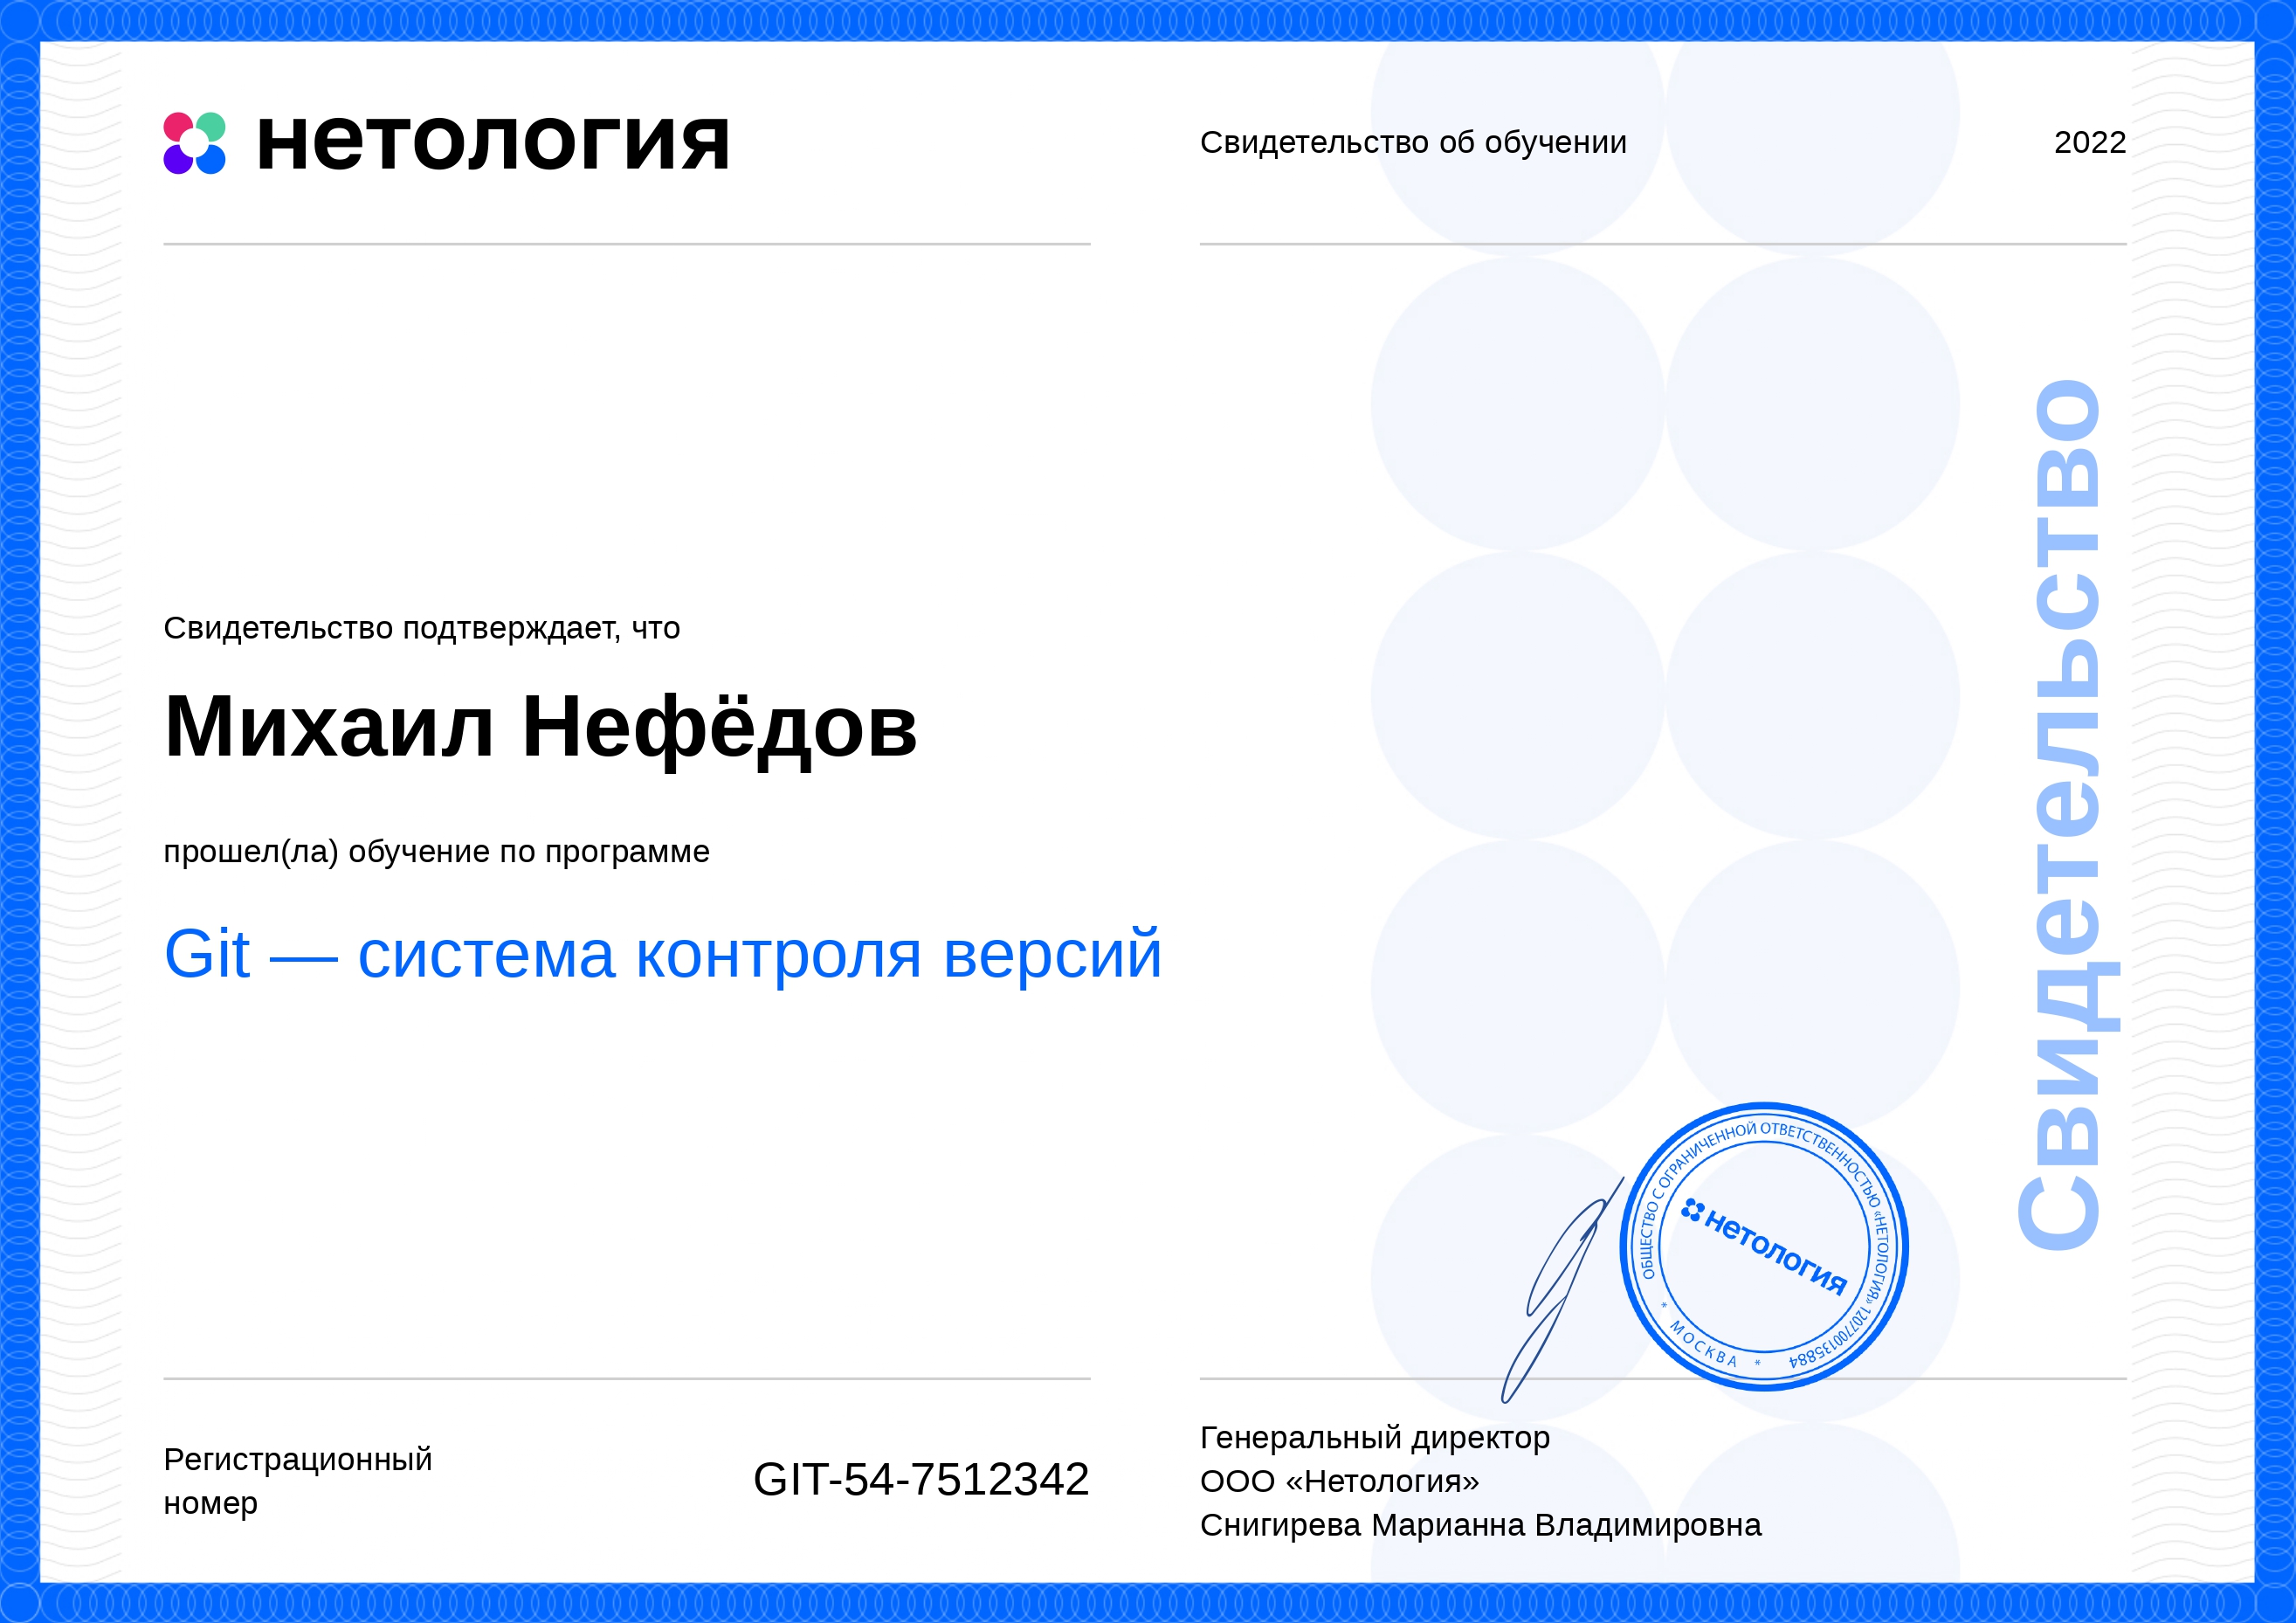 нетология
Свидетельство об обучении
2022
Свидетельство подтверждает, что
Михаил Нефёдов
прошел(ла) обучение по программе
Git — система контроля версий
Свидетельство
ОБЩЕСТВО С ОГРАНИЧЕННОЙ ОТВЕТСТВЕННОСТЬЮ «НЕТОЛОГИЯ» 1207700135884
* МОСКВА *
нетология
Регистрационный
номер
GIT-54-7512342
Генеральный директор
ООО «Нетология»
Снигирева Марианна Владимировна